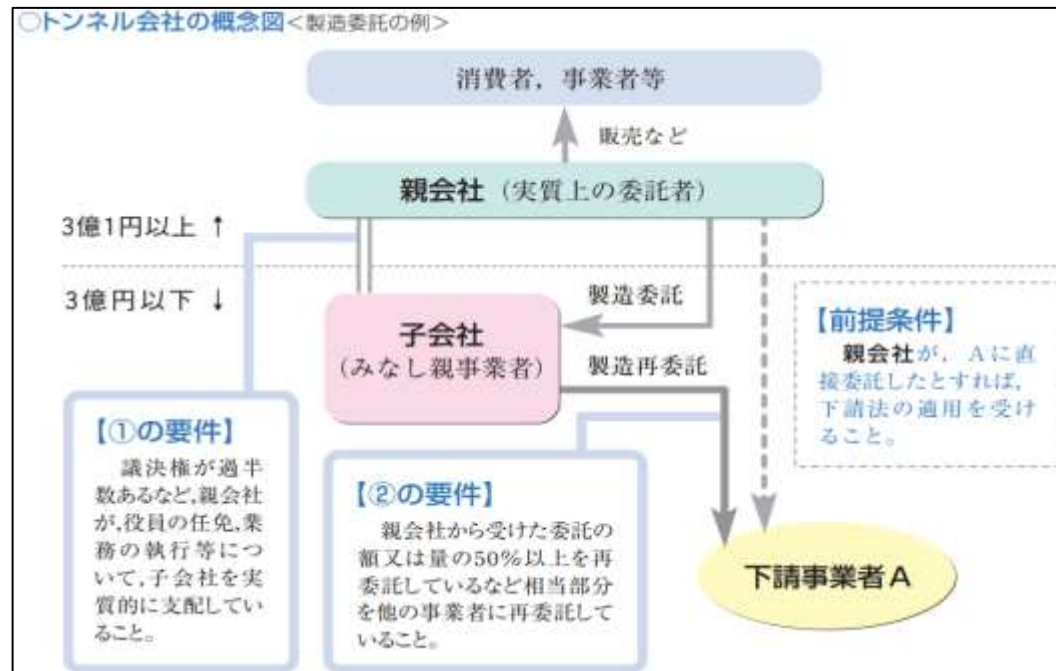 ○トンネル会社の概念図＜製造委託の例＞
消費者，事業者等
販売など
親会社（実質上の委託者）
3億1円以上 ↑
3億円以下 ↓
製造委託
子会社
（みなし親事業者）
製造再委託
【前提条件】
親会社が，Aに直
接委託したとすれば，
下請法の適用を受け
ること。
【①の要件】
議決権が過半
数あるなど，親会社
が，役員の任免，業
務の執行等につ
いて，子会社を実
質的に支配してい
ること。
【②の要件】
親会社から受けた委託の
額又は量の50％以上を再
委託しているなど相当部分
を他の事業者に再委託して
いること。
下請事業者A